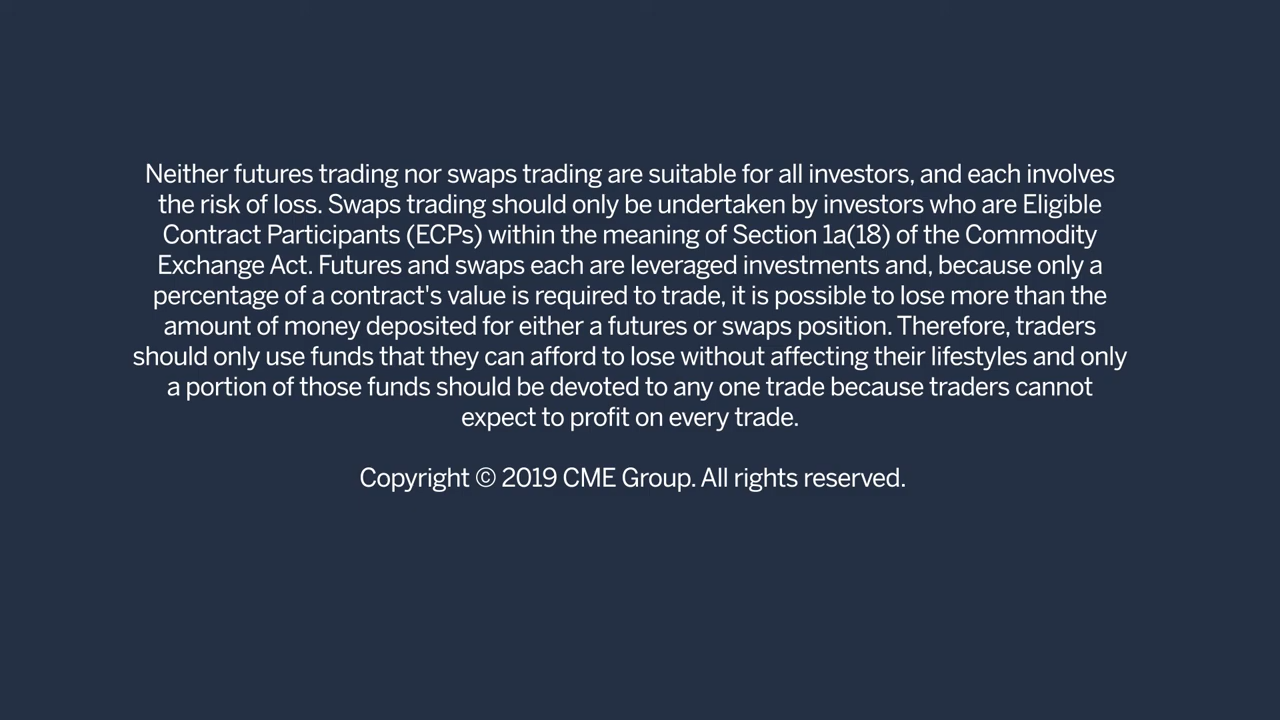 Neither futures trading nor swaps trading are suitable for all investors, and each involves
the risk of loss. Swaps trading should only be undertaken by investors who are Eligible
Contract Participants (ECPs) within the meaning of Section 1a(18) of the Commodity
Exchange Act. Futures and swaps each are leveraged investments and, because only a
percentage of a contract's value is required to trade, it is possible to lose more than the
amount of money deposited for either a futures or swaps position. Therefore, traders
should only use funds that they can afford to lose without affecting their lifestyles and only
a portion of those funds should be devoted to any one trade because traders cannot
expect to profit on every trade.
Copyright © 2019 CME Group. All rights reserved.